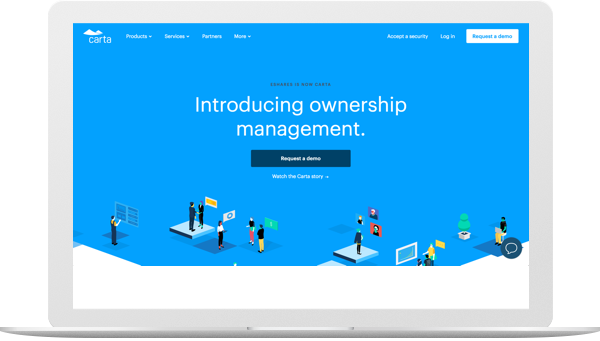 carta
Products
Services
Partners
More
Accept a security
Log in
Request a demo
ESHARES IS NOW CARTA
Introducing ownership
management.
Request a demo
Watch the Carta story →